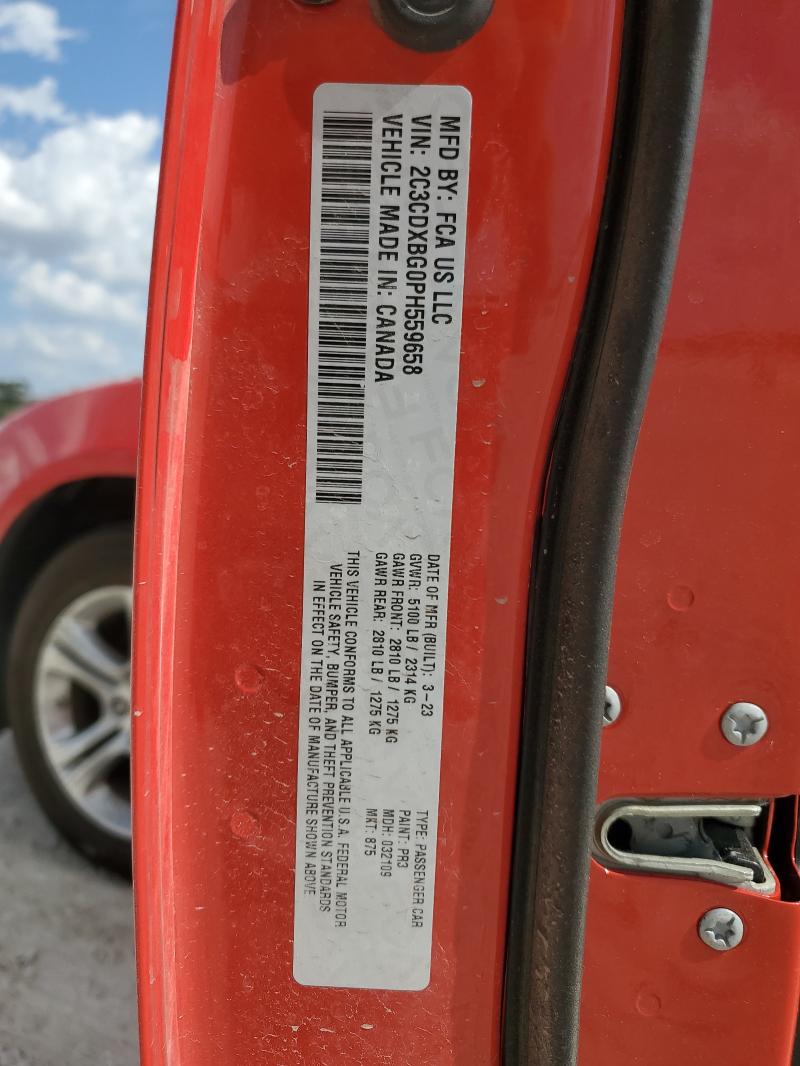 MFD BY: FCA US LLC
VIN: 2C3CDXBG0PH559658
VEHICLE MADE IN: CANADA
DATE OF MFR (BUILT): 3-23
GVWR: 5100 LB / 2314 KG
GAWR FRONT: 2810 LB / 1275 KG
GAWR REAR: 2810 LB / 1275 KG
THIS VEHICLE CONFORMS TO ALL APPLICABLE U.S.A. FEDERAL MOTOR
VEHICLE SAFETY, BUMPER, AND THEFT PREVENTION STANDARDS
IN EFFECT ON THE DATE OF MANUFACTURE SHOWN ABOVE
TYPE: PASSENGER CAR
PAINT: PR3
MDH: 032109
MKT: 875